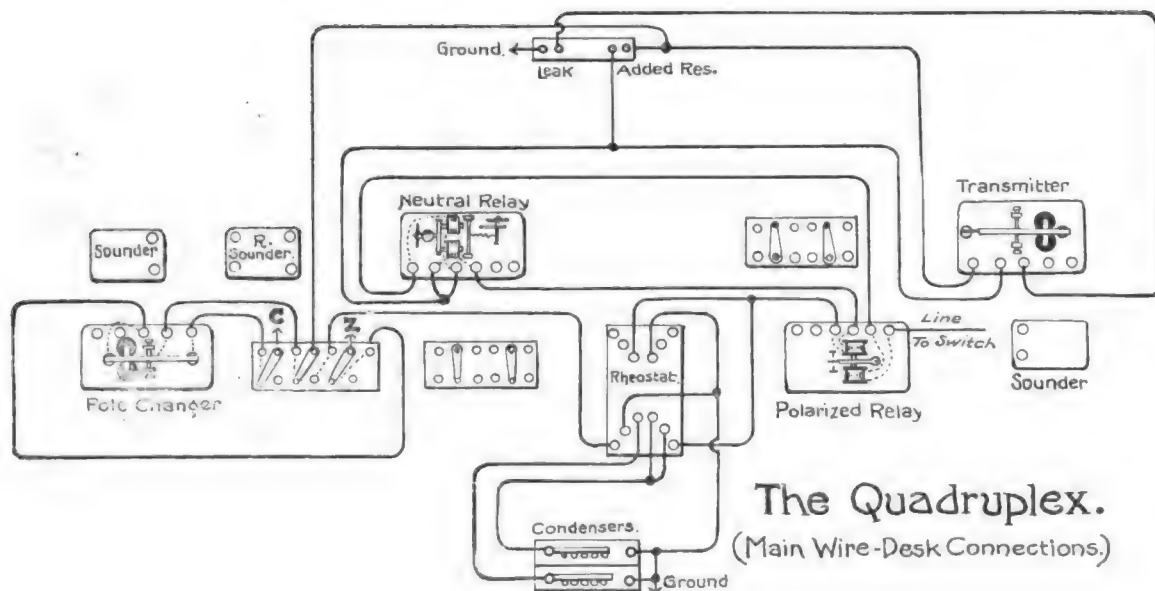 Ground.
Leak
Added Res.
Neutral Relay
Transmitter
Sounder
R. Sounder.
C
Z
Line
To Switch
Rheostat.
Sounder
Pole Changer
Polarized Relay
The Quadruplex.
(Main Wire-Desk Connections.)
Condensers.
Ground